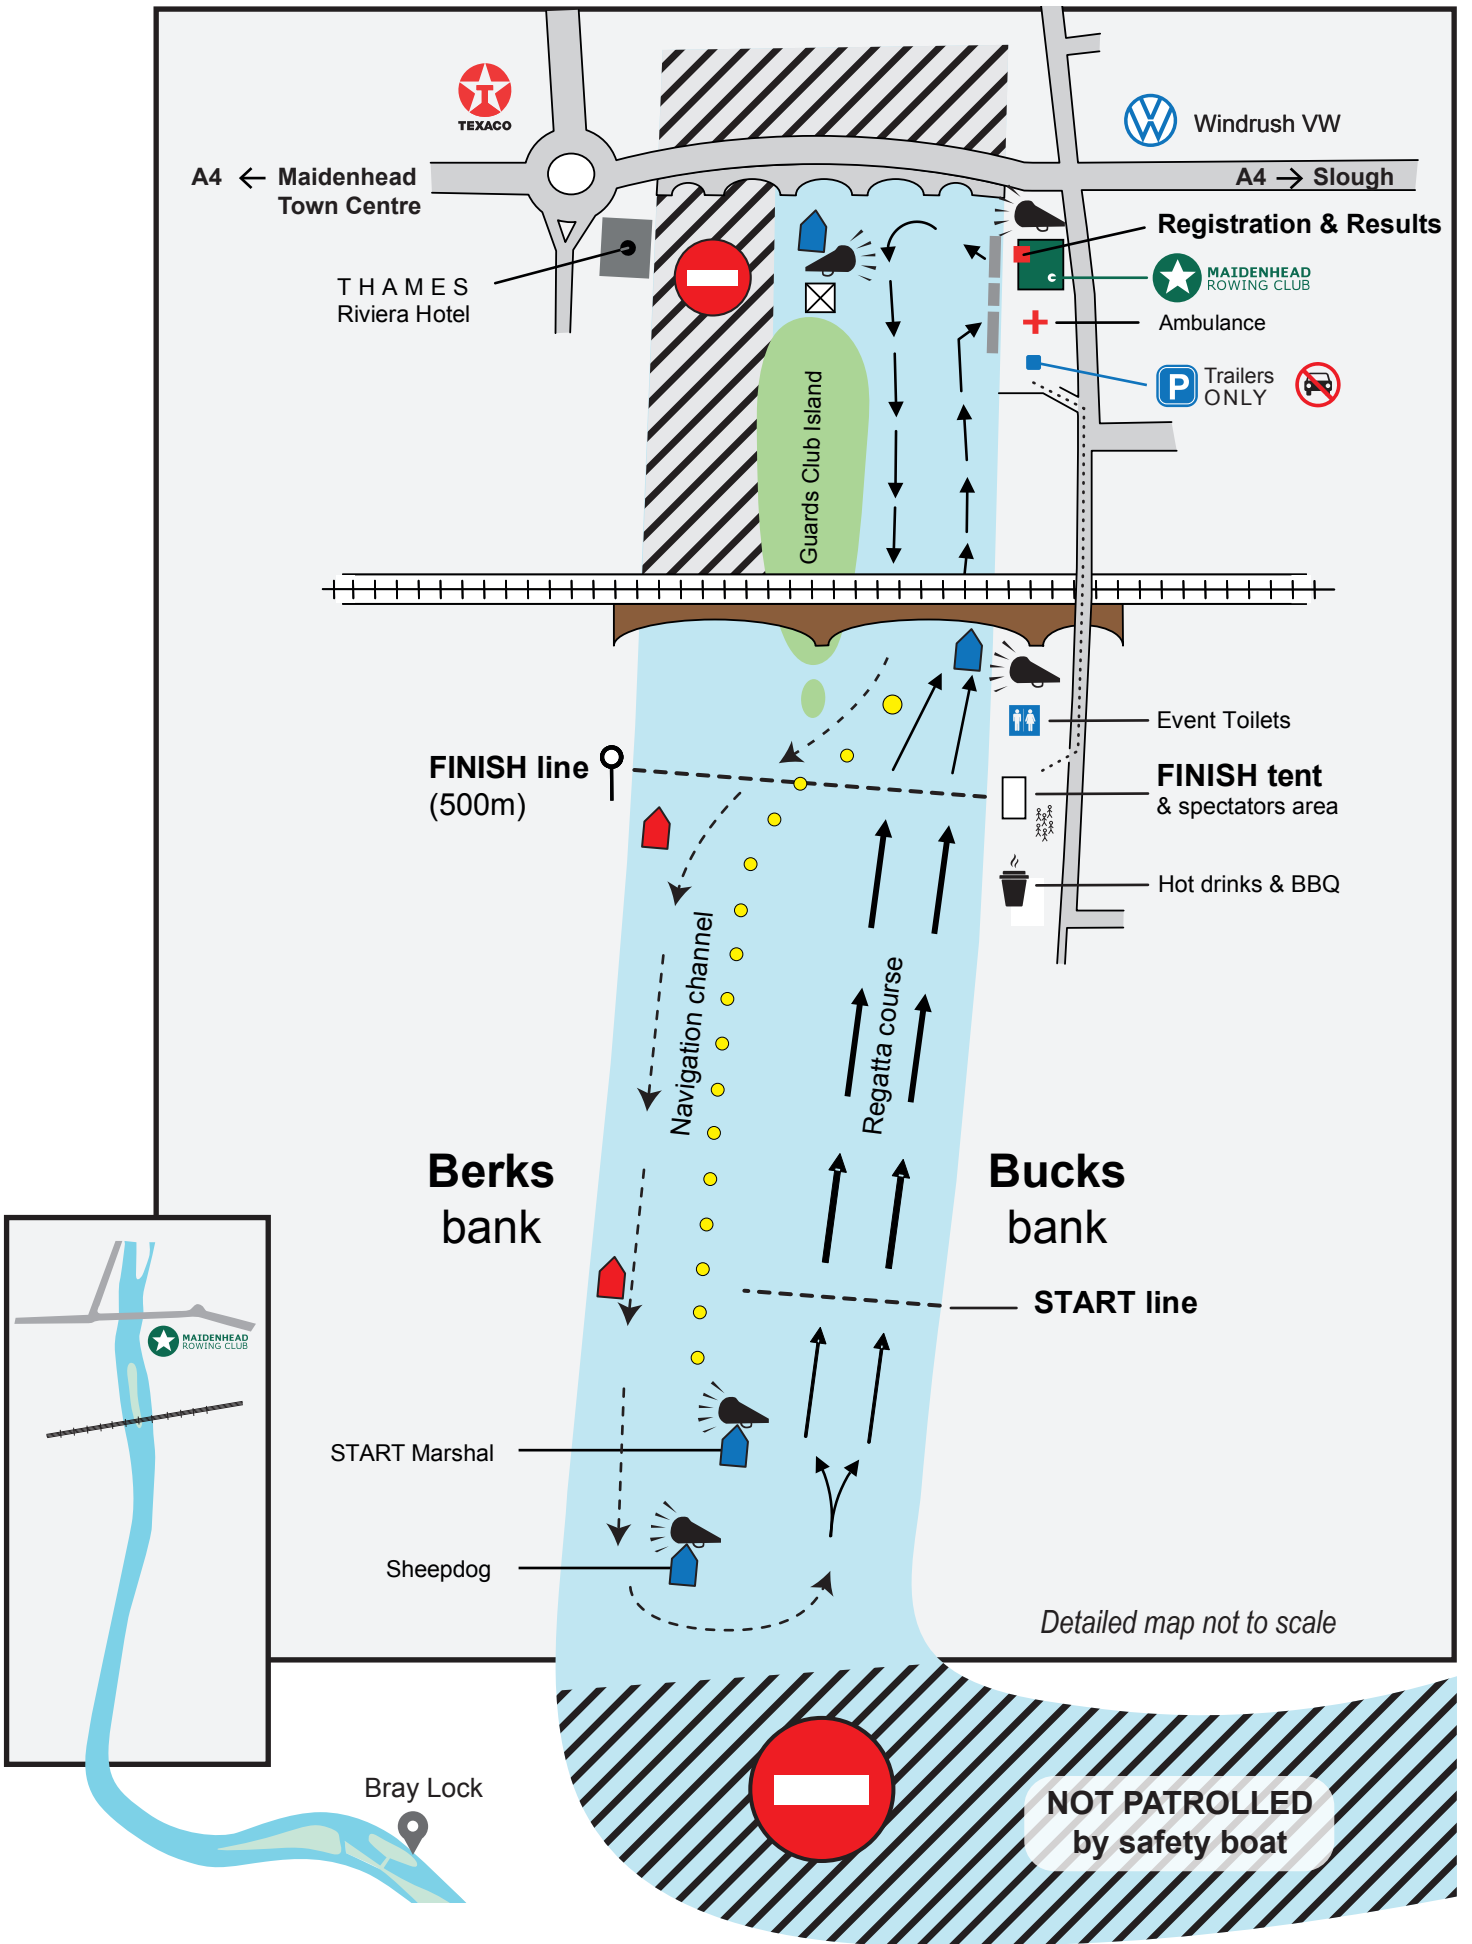 TEXACO
Windrush VW
A4 ← Maidenhead
Town Centre
A4 → Slough
Registration & Results
MAIDENHEAD
ROWING CLUB
THAMES
Riviera Hotel
Ambulance
P
Trailers
ONLY
Guards Club Island
Event Toilets
FINISH line
(500m)
FINISH tent
& spectators area
Hot drinks & BBQ
Navigation channel
Regatta course
Berks
bank
Bucks
bank
START line
MAIDENHEAD
ROWING CLUB
START Marshal
Sheepdog
Detailed map not to scale
Bray Lock
NOT PATROLLED
by safety boat